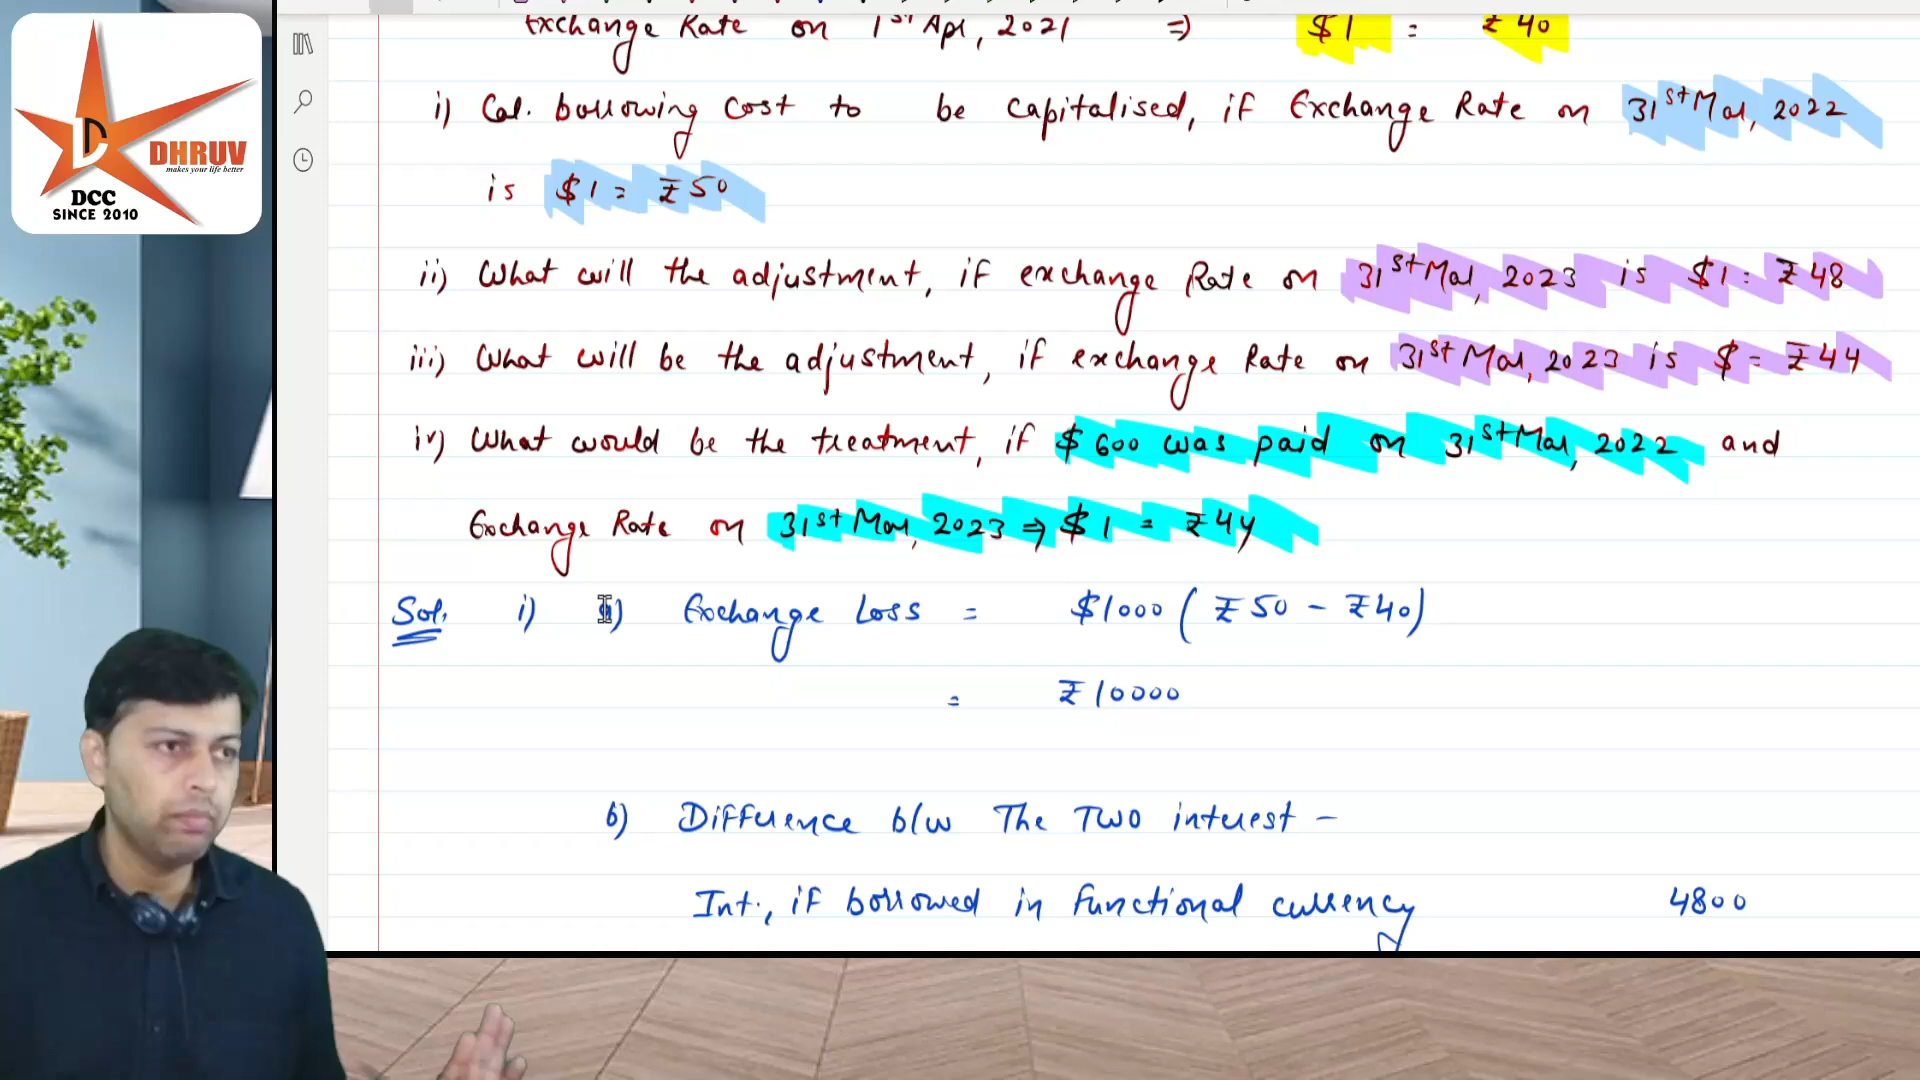 DHRUV
makes your life better
DC
DCC
SINCE 2010
Exchange Rate on 1st Apr, 2021 ⇒ $1 : ₹40
i) Cal. borrowing cost to be capitalised, if Exchange Rate on 31st Mar, 2022
is $1 = ₹50
ii) What will the adjustment, if exchange Rate on 31st Mar, 2023 is $1 = ₹48
iii) What will be the adjustment, if exchange Rate on 31st Mar, 2023 is $ = ₹44
iv) What would be the treatment, if $600 was paid on 31st Mar, 2022 and
Exchange Rate on 31st Mar, 2023 ⇒ $1 = ₹44
Sol. i) a) Exchange Loss = $1000 (₹50 - ₹40)
= ₹10000
b) Difference b/w The Two interest -
Int., if borrowed in functional currency 4800